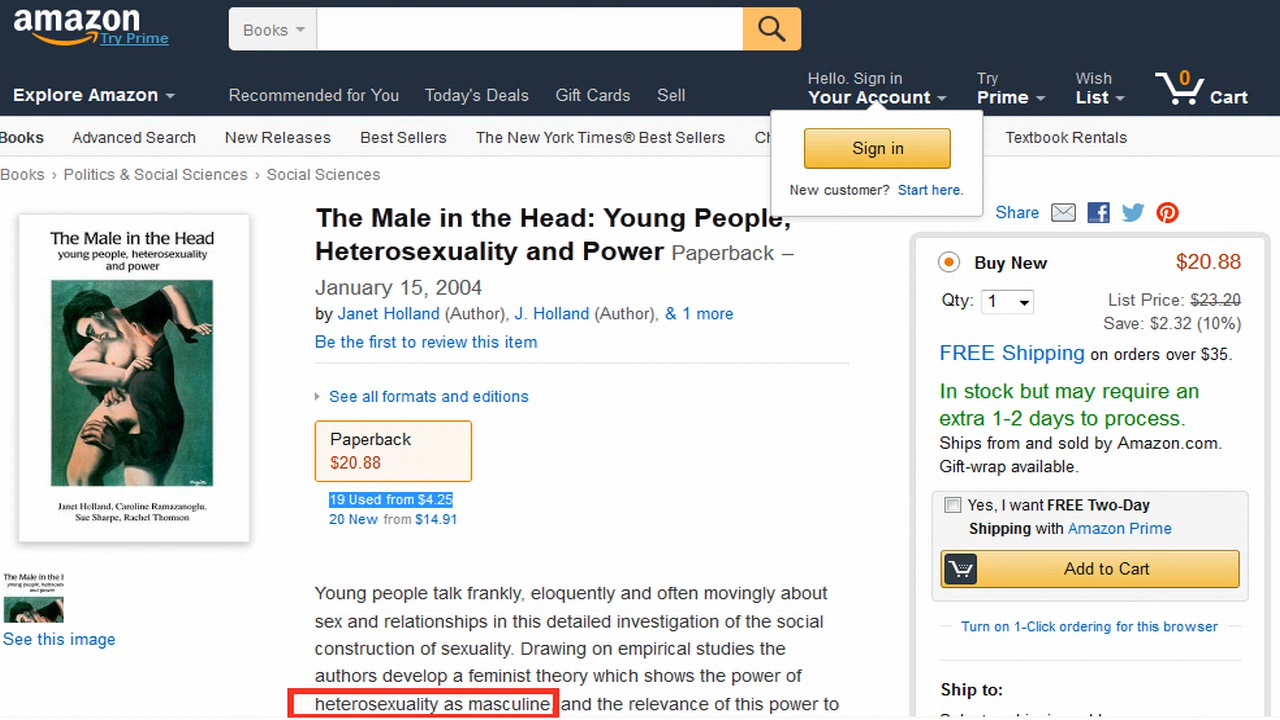 amazon
Try Prime
Books
Hello. Sign in
Your Account
Try
Prime
Wish
List
0
Cart
Explore Amazon
Recommended for You
Today's Deals
Gift Cards
Sell
Books
Advanced Search
New Releases
Best Sellers
The New York Times® Best Sellers
Ch
Textbook Rentals
Sign in
New customer? Start here.
Books › Politics & Social Sciences › Social Sciences
The Male in the Head
young people, heterosexuality
and power
Janet Holland, Caroline Ramazanoglu,
Sue Sharpe, Rachel Thomson
See this image
The Male in the Head: Young People,
Heterosexuality and Power Paperback –
January 15, 2004
by Janet Holland (Author), J. Holland (Author), & 1 more
Be the first to review this item
See all formats and editions
Paperback
$20.88
19 Used from $4.25
20 New from $14.91
Young people talk frankly, eloquently and often movingly about
sex and relationships in this detailed investigation of the social
construction of sexuality. Drawing on empirical studies the
authors develop a feminist theory which shows the power of
heterosexuality as masculine, and the relevance of this power to
Share
Buy New
$20.88
Qty: 1
List Price: $23.20
Save: $2.32 (10%)
FREE Shipping on orders over $35.
In stock but may require an
extra 1-2 days to process.
Ships from and sold by Amazon.com.
Gift-wrap available.
Yes, I want FREE Two-Day
Shipping with Amazon Prime
Add to Cart
Turn on 1-Click ordering for this browser
Ship to: